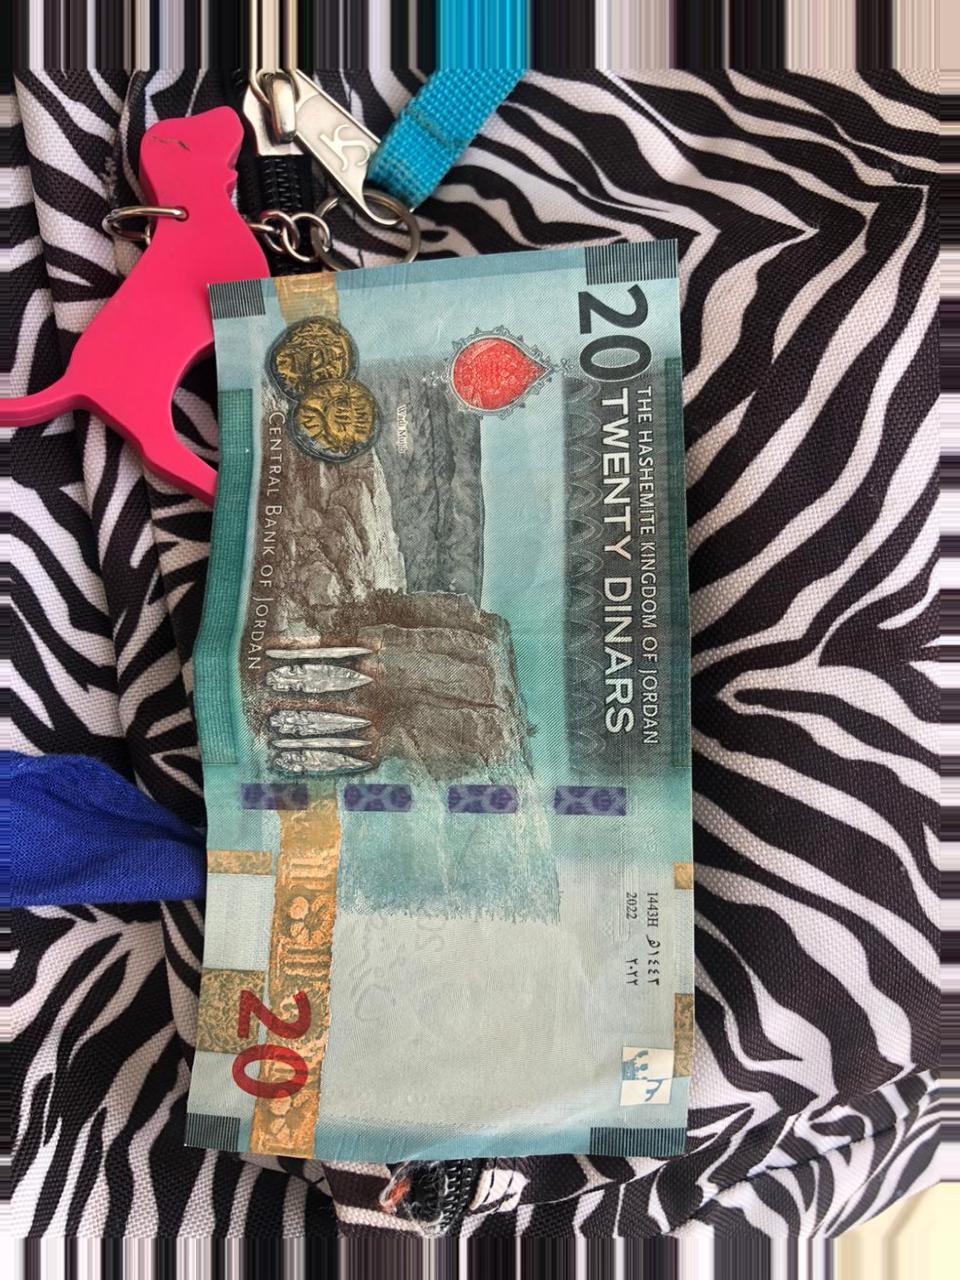 20
THE HASHEMITE KINGDOM OF JORDAN
TWENTY DINARS
1443H ١٤٤٣هـ
2022 ٢٠٢٢
CENTRAL BANK OF JORDAN
20